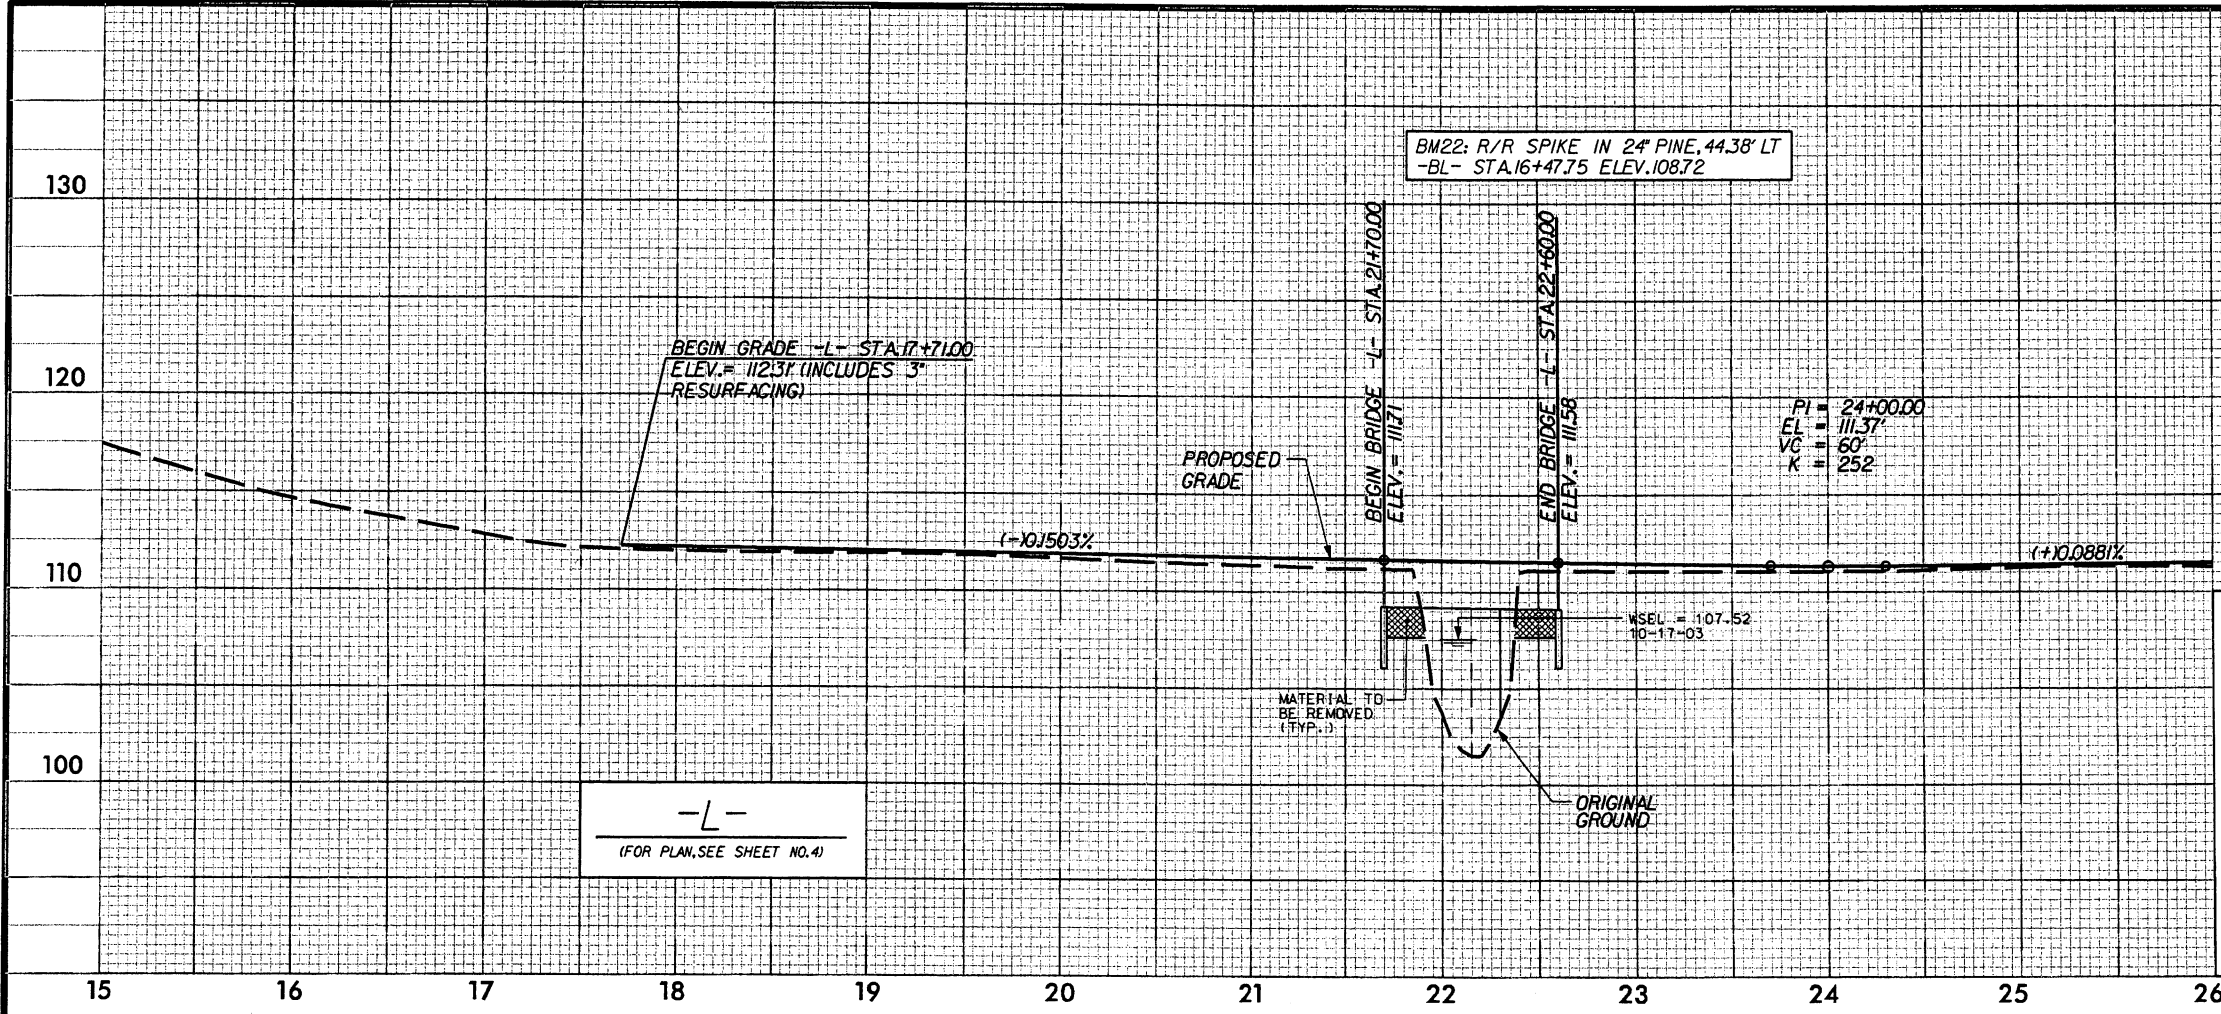 BM22: R/R SPIKE IN 24" PINE, 44.38' LT
-BL- STA.16+47.75 ELEV.108.72
130
BEGIN BRIDGE -L- STA.21+70.00
ELEV.= 111.71
END BRIDGE -L- STA.22+60.00
ELEV.= 111.58
BEGIN GRADE -L- STA.17+71.00
ELEV.= 112.31' (INCLUDES 3"
RESURFACING)
120
PI = 24+00.00
EL = 111.37'
VC = 60'
K = 252
PROPOSED
GRADE
(-)0.1503%
(+)0.0881%
110
WSEL = 107.52
10-17-03
MATERIAL TO
BE REMOVED
(TYP.)
100
-L-
(FOR PLAN, SEE SHEET NO.4)
ORIGINAL
GROUND
15 16 17 18 19 20 21 22 23 24 25 26